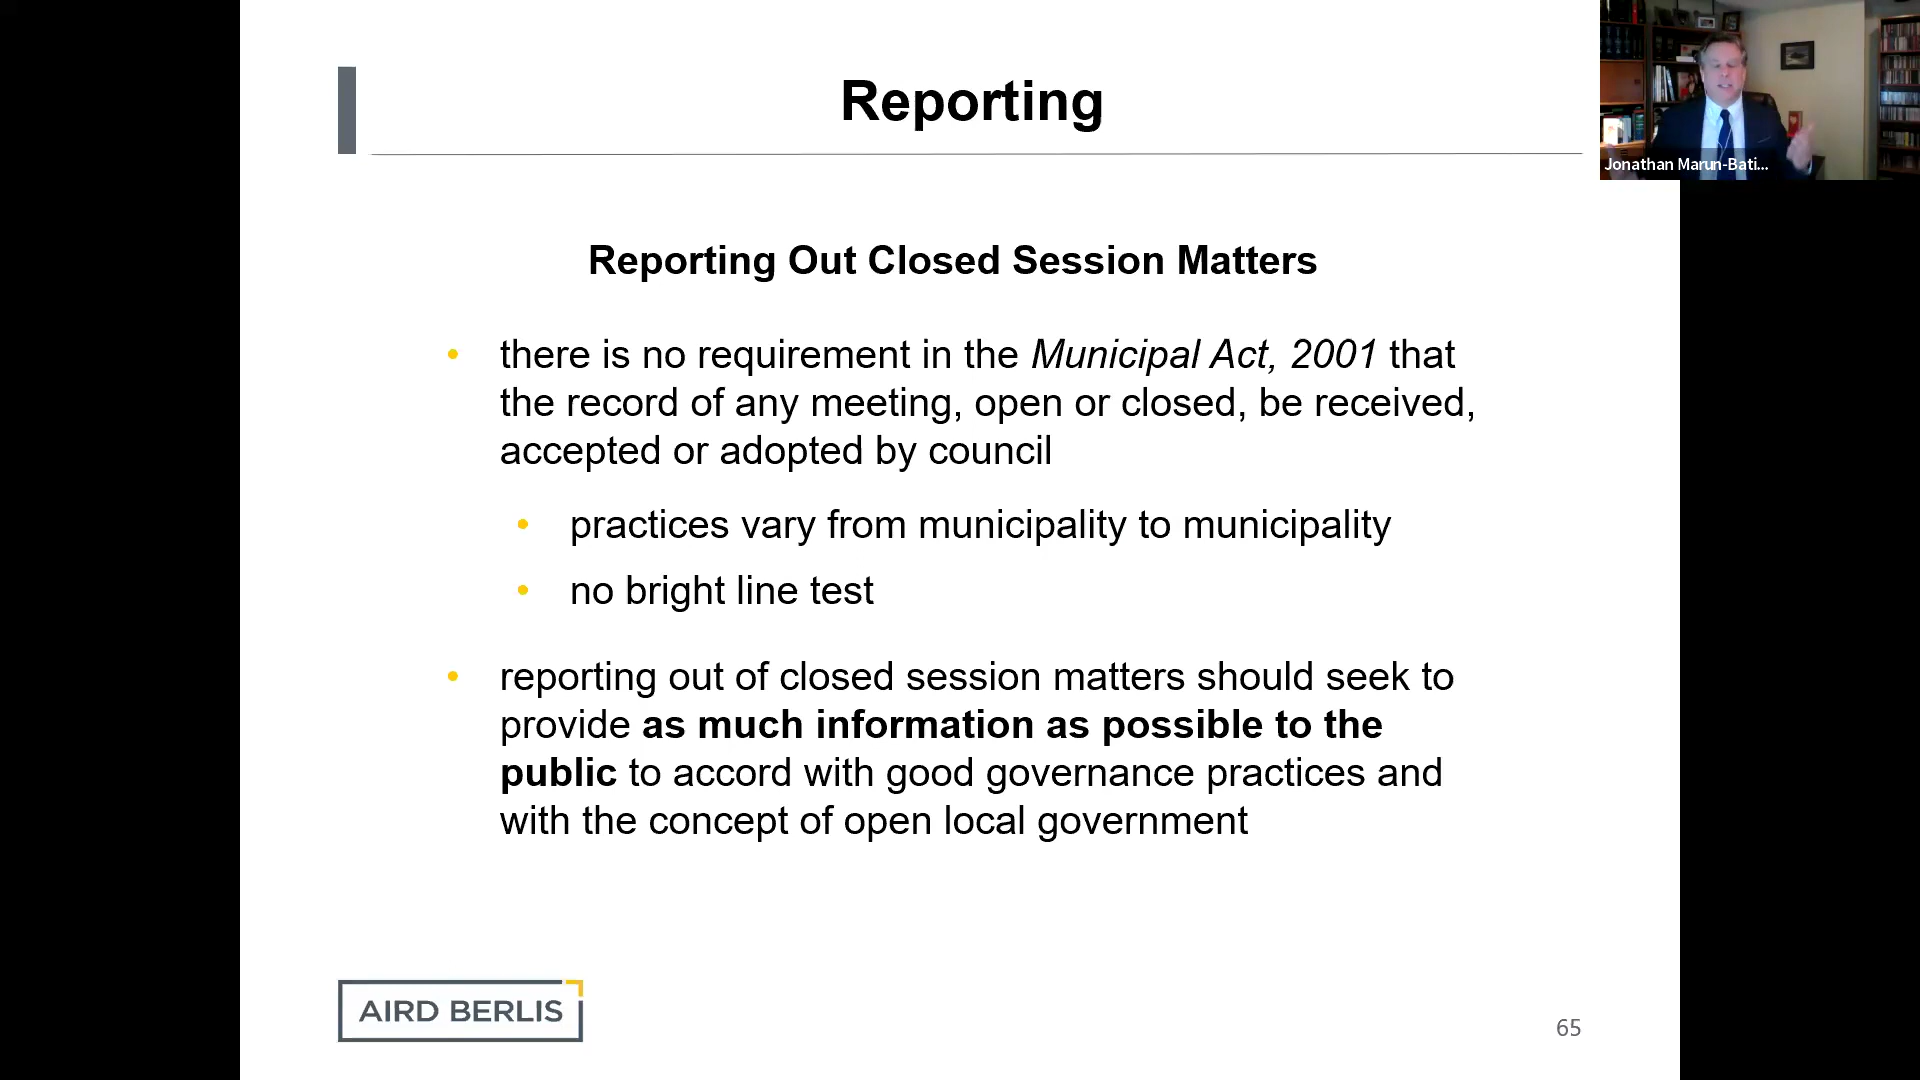 Reporting
Jonathan Marun-Bati...
Reporting Out Closed Session Matters
• there is no requirement in the Municipal Act, 2001 that
the record of any meeting, open or closed, be received,
accepted or adopted by council
• practices vary from municipality to municipality
• no bright line test
• reporting out of closed session matters should seek to
provide as much information as possible to the
public to accord with good governance practices and
with the concept of open local government
AIRD BERLIS
65